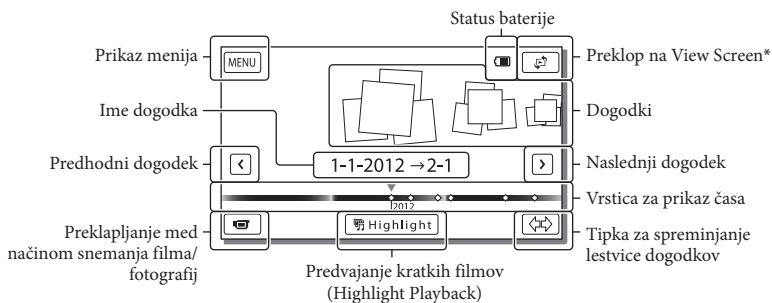 Status baterije
Prikaz menija
MENU
Preklop na View Screen*
Ime dogodka
Dogodki
Predhodni dogodek
1-1-2012 →2-1
Naslednji dogodek
Vrstica za prikaz časa
2012
Preklapljanje med
načinom snemanja filma/
fotografij
Highlight
Tipka za spreminjanje
lestvice dogodkov
Predvajanje kratkih filmov
(Highlight Playback)